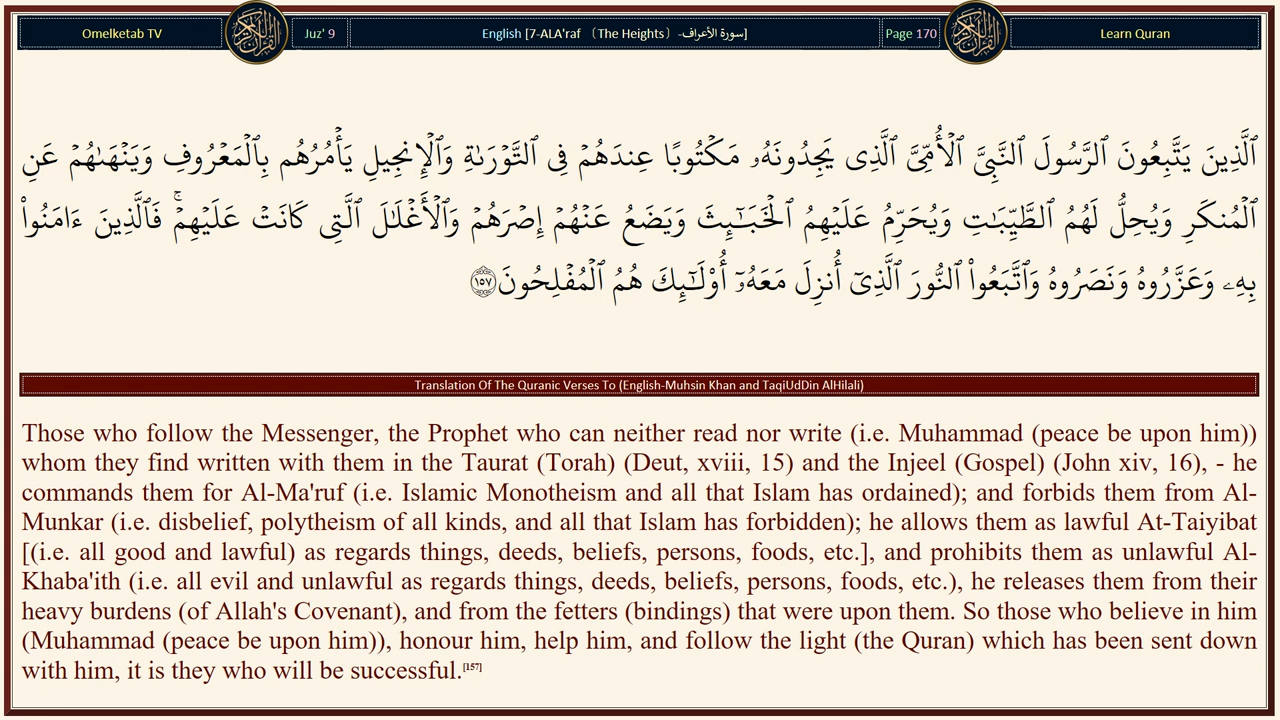 Omelketab TV
Juz' 9
English [7-ALA'raf 〔The Heights〕-سورة الأعراف]
Page 170
Learn Quran
ٱلَّذِينَ يَتَّبِعُونَ ٱلرَّسُولَ ٱلنَّبِىَّ ٱلْأُمِّىَّ ٱلَّذِى يَجِدُونَهُۥ مَكْتُوبًا عِندَهُمْ فِى ٱلتَّوْرَىٰةِ وَٱلْإِنجِيلِ يَأْمُرُهُم بِٱلْمَعْرُوفِ وَيَنْهَىٰهُمْ عَنِ
ٱلْمُنكَرِ وَيُحِلُّ لَهُمُ ٱلطَّيِّبَٰتِ وَيُحَرِّمُ عَلَيْهِمُ ٱلْخَبَٰٓئِثَ وَيَضَعُ عَنْهُمْ إِصْرَهُمْ وَٱلْأَغْلَٰلَ ٱلَّتِى كَانَتْ عَلَيْهِمْ ۚ فَٱلَّذِينَ ءَامَنُوا۟
بِهِۦ وَعَزَّرُوهُ وَنَصَرُوهُ وَٱتَّبَعُوا۟ ٱلنُّورَ ٱلَّذِىٓ أُنزِلَ مَعَهُۥٓ أُو۟لَٰٓئِكَ هُمُ ٱلْمُفْلِحُونَ ١٥٧
Translation Of The Quranic Verses To (English-Muhsin Khan and TaqiUdDin AlHilali)
Those who follow the Messenger, the Prophet who can neither read nor write (i.e. Muhammad (peace be upon him))
whom they find written with them in the Taurat (Torah) (Deut, xviii, 15) and the Injeel (Gospel) (John xiv, 16), - he
commands them for Al-Ma'ruf (i.e. Islamic Monotheism and all that Islam has ordained); and forbids them from Al-
Munkar (i.e. disbelief, polytheism of all kinds, and all that Islam has forbidden); he allows them as lawful At-Taiyibat
[(i.e. all good and lawful) as regards things, deeds, beliefs, persons, foods, etc.], and prohibits them as unlawful Al-
Khaba'ith (i.e. all evil and unlawful as regards things, deeds, beliefs, persons, foods, etc.), he releases them from their
heavy burdens (of Allah's Covenant), and from the fetters (bindings) that were upon them. So those who believe in him
(Muhammad (peace be upon him)), honour him, help him, and follow the light (the Quran) which has been sent down
with him, it is they who will be successful.[157]